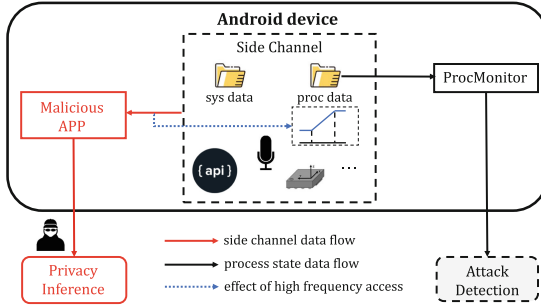 Android device
Side Channel
sys data
proc data
ProcMonitor
Malicious
APP
{ api }
...
Privacy
Inference
side channel data flow
process state data flow
effect of high frequency access
Attack
Detection